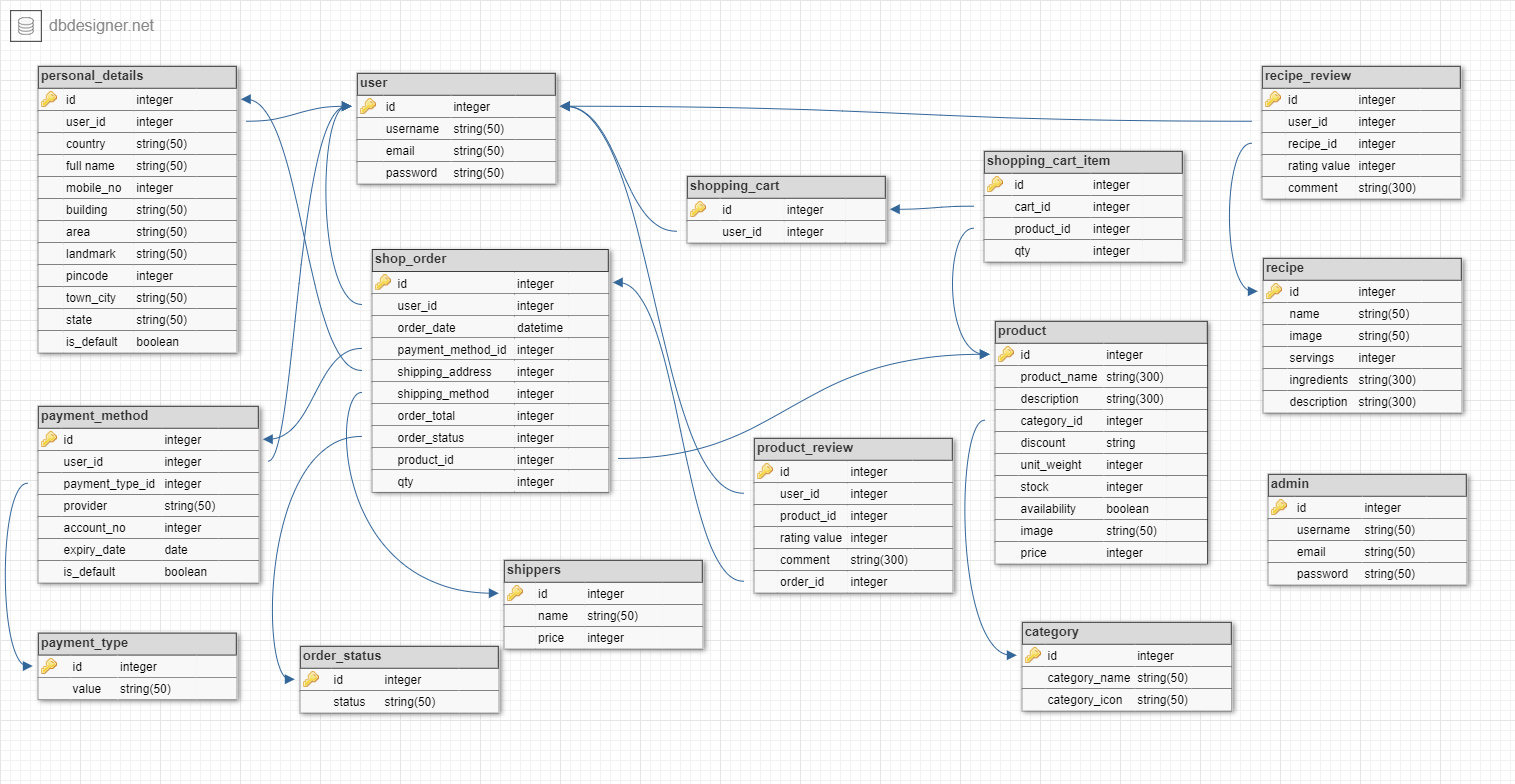 dbdesigner.net
personal_details
id integer
user_id integer
country string(50)
full name string(50)
mobile_no integer
building string(50)
area string(50)
landmark string(50)
pincode integer
town_city string(50)
state string(50)
is_default boolean
user
id integer
username string(50)
email string(50)
password string(50)
recipe_review
id integer
user_id integer
recipe_id integer
rating value integer
comment string(300)
shopping_cart_item
id integer
cart_id integer
product_id integer
qty integer
shopping_cart
id integer
user_id integer
shop_order
id integer
user_id integer
order_date datetime
payment_method_id integer
shipping_address integer
shipping_method integer
order_total integer
order_status integer
product_id integer
qty integer
recipe
id integer
name string(50)
image string(50)
servings integer
ingredients string(300)
description string(300)
product
id integer
product_name string(300)
description string(300)
category_id integer
discount string
unit_weight integer
stock integer
availability boolean
image string(50)
price integer
payment_method
id integer
user_id integer
payment_type_id integer
provider string(50)
account_no integer
expiry_date date
is_default boolean
product_review
id integer
user_id integer
product_id integer
rating value integer
comment string(300)
order_id integer
admin
id integer
username string(50)
email string(50)
password string(50)
shippers
id integer
name string(50)
price integer
payment_type
id integer
value string(50)
order_status
id integer
status string(50)
category
id integer
category_name string(50)
category_icon string(50)